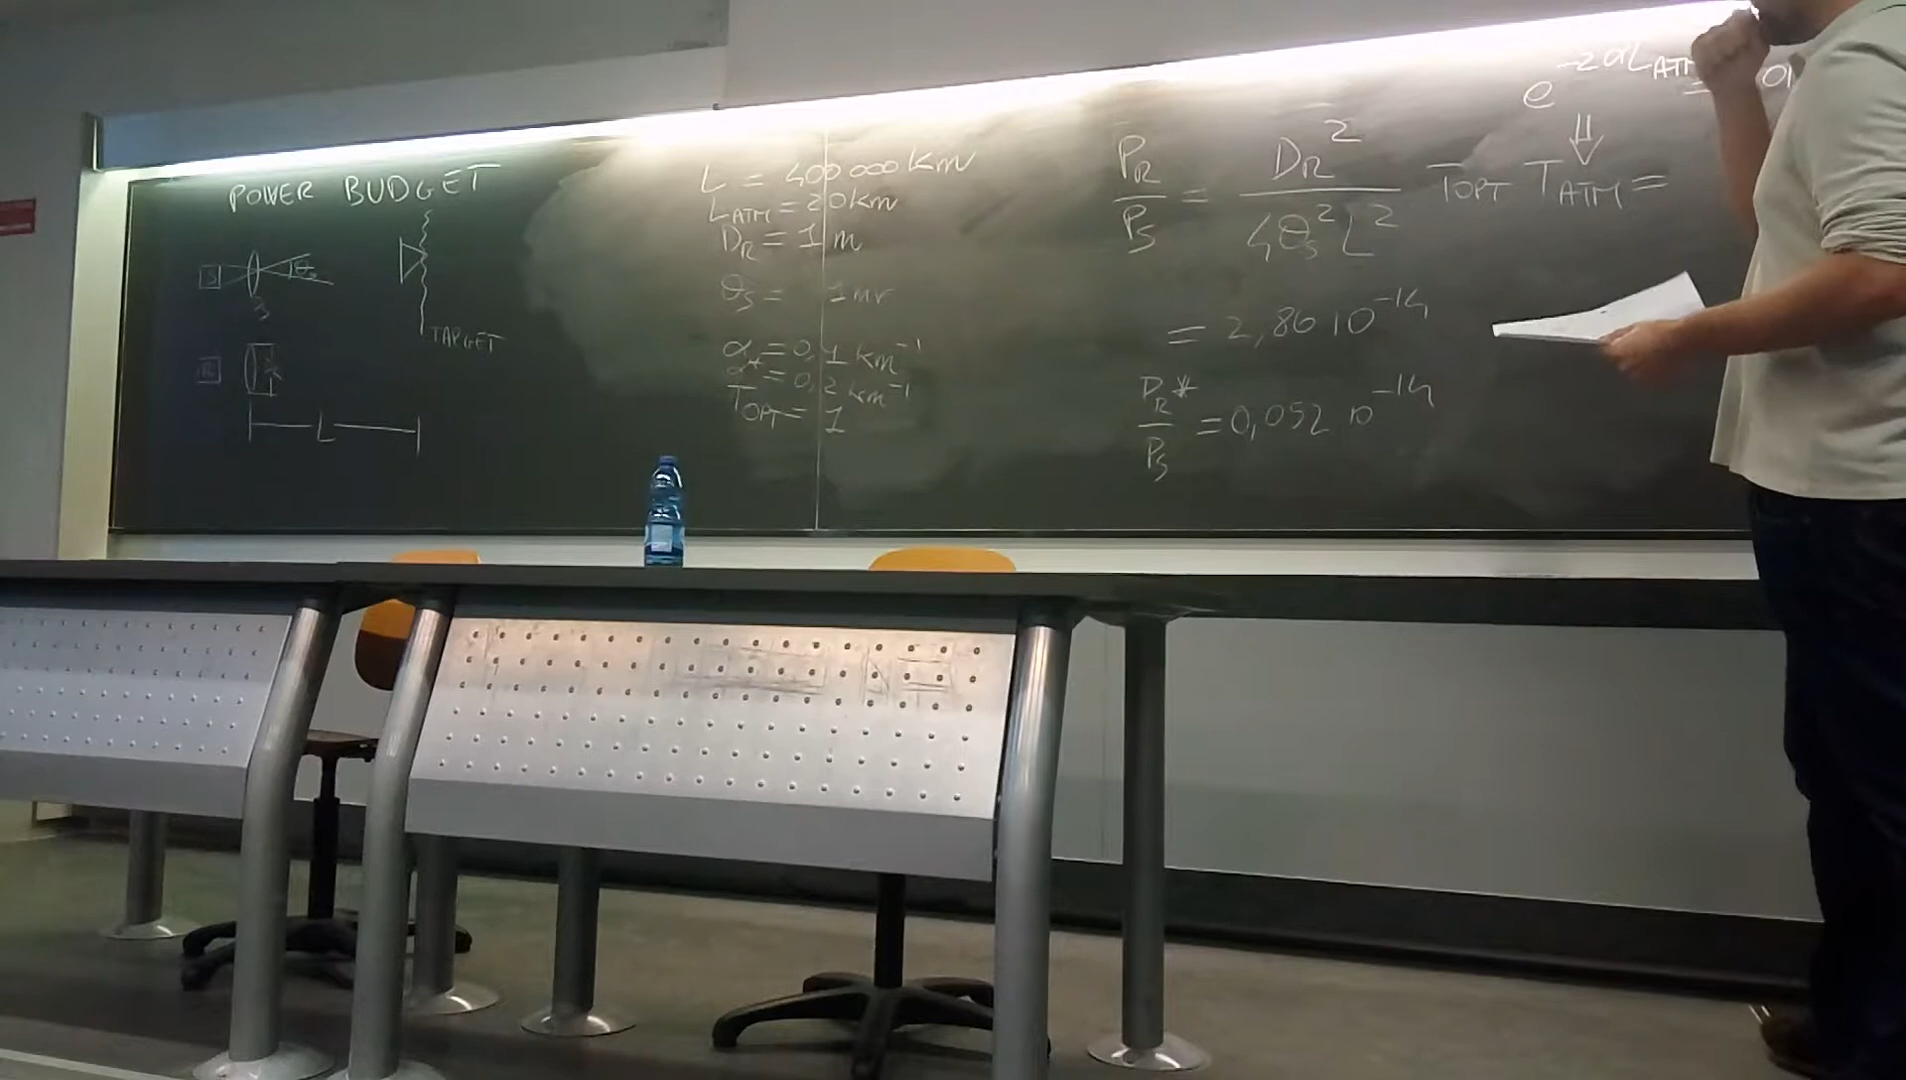 POWER BUDGET
S
θs
TARGET
R
L
L = 400 000 km
LATM = 20 km
DR = 1 m
θs = 1 mr
α = 0,1 km⁻¹
α* = 0,2 km⁻¹
TOPT = 1
e^-2αLATM =
PR/PS = DR²/4θs²L² TOPT TATM =
= 2,86 10⁻¹⁴
PR*/PS = 0,052 10⁻¹⁴